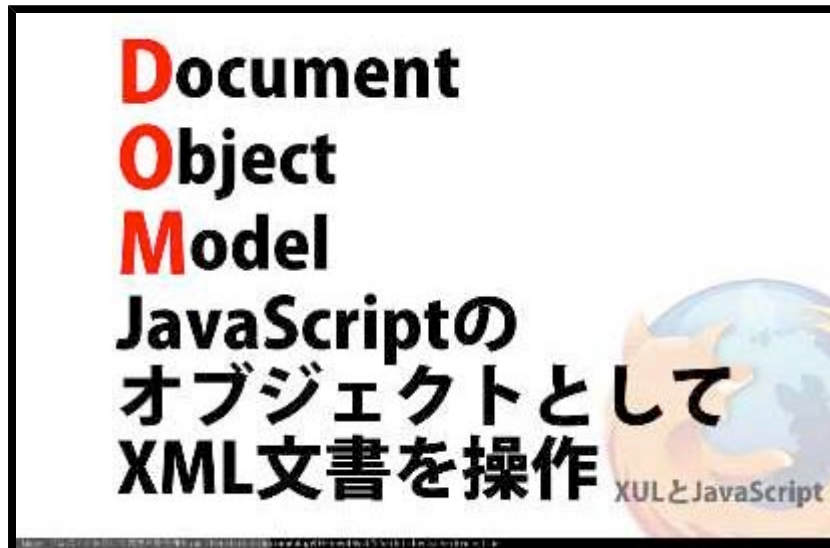 Document
Object
Model
JavaScriptの
オブジェクトとして
XML文書を操作
XULとJavaScript